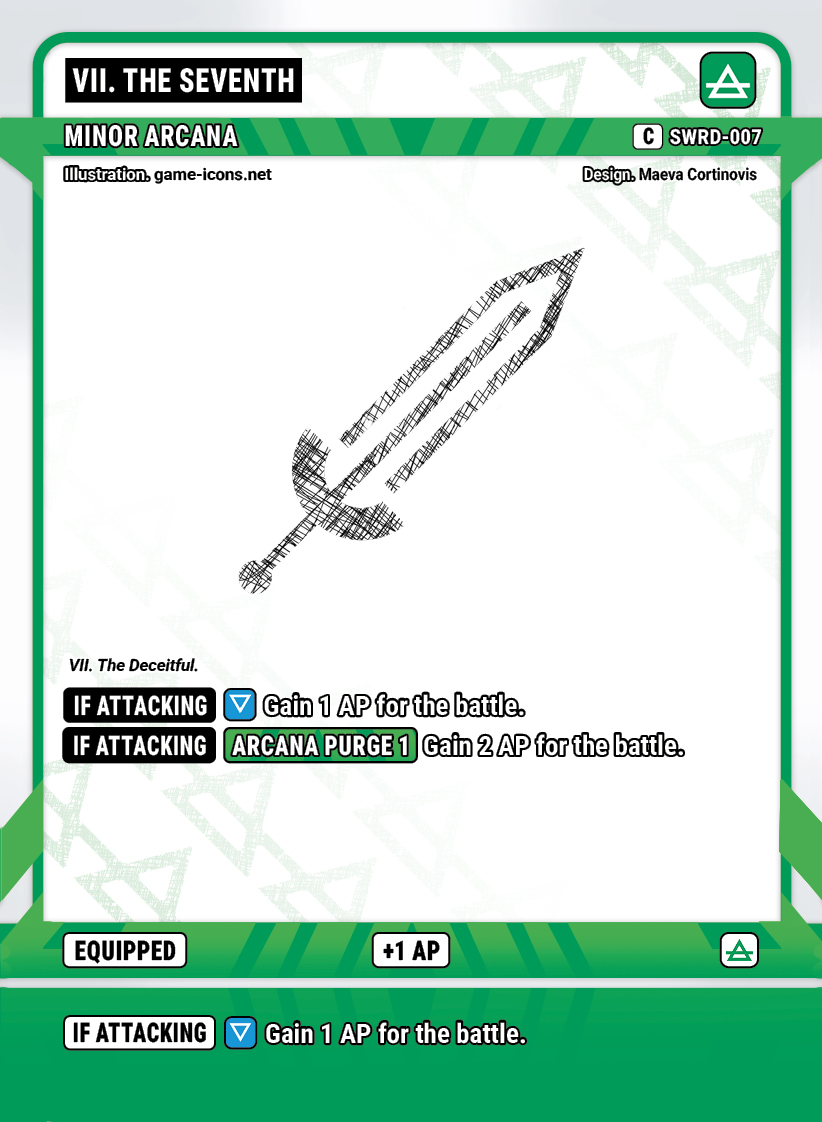 VII. THE SEVENTH
MINOR ARCANA
C SWRD-007
Illustration. game-icons.net
Design. Maeva Cortinovis
VII. The Deceitful.
IF ATTACKING Gain 1 AP for the battle.
IF ATTACKING ARCANA PURGE 1 Gain 2 AP for the battle.
EQUIPPED
+1 AP
IF ATTACKING Gain 1 AP for the battle.